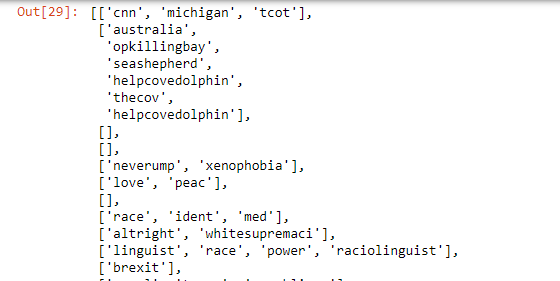 Out[29]: [['cnn', 'michigan', 'tcot'],
['australia',
'opkillingbay',
'seashepherd',
'helpcovedolphin',
'thecov',
'helpcovedolphin'],
[],
[],
['neverump', 'xenophobia'],
['love', 'peac'],
[],
['race', 'ident', 'med'],
['altright', 'whitesupremaci'],
['linguist', 'race', 'power', 'raciolinguist'],
['brexit'],